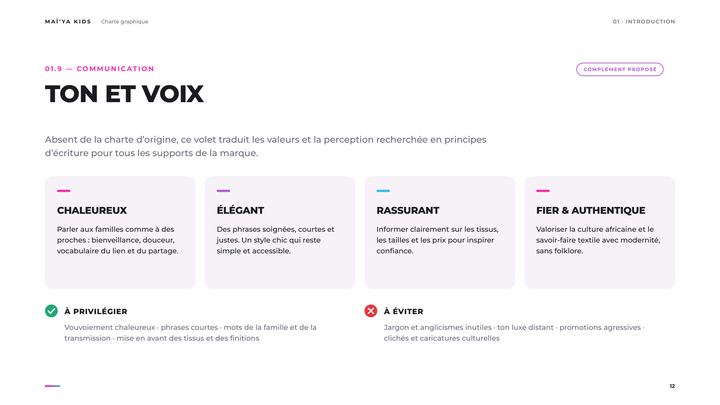 MAÏ'YA KIDS Charte graphique
01 · INTRODUCTION
01.9 — COMMUNICATION
COMPLÉMENT PROPOSÉ
TON ET VOIX
Absent de la charte d'origine, ce volet traduit les valeurs et la perception recherchée en principes
d'écriture pour tous les supports de la marque.
CHALEUREUX
Parler aux familles comme à des
proches : bienveillance, douceur,
vocabulaire du lien et du partage.
ÉLÉGANT
Des phrases soignées, courtes et
justes. Un style chic qui reste
simple et accessible.
RASSURANT
Informer clairement sur les tissus,
les tailles et les prix pour inspirer
confiance.
FIER & AUTHENTIQUE
Valoriser la culture africaine et le
savoir-faire textile avec modernité,
sans folklore.
À PRIVILÉGIER
Vouvoiement chaleureux · phrases courtes · mots de la famille et de la
transmission · mise en avant des tissus et des finitions
À ÉVITER
Jargon et anglicismes inutiles · ton luxe distant · promotions agressives ·
clichés et caricatures culturelles
12